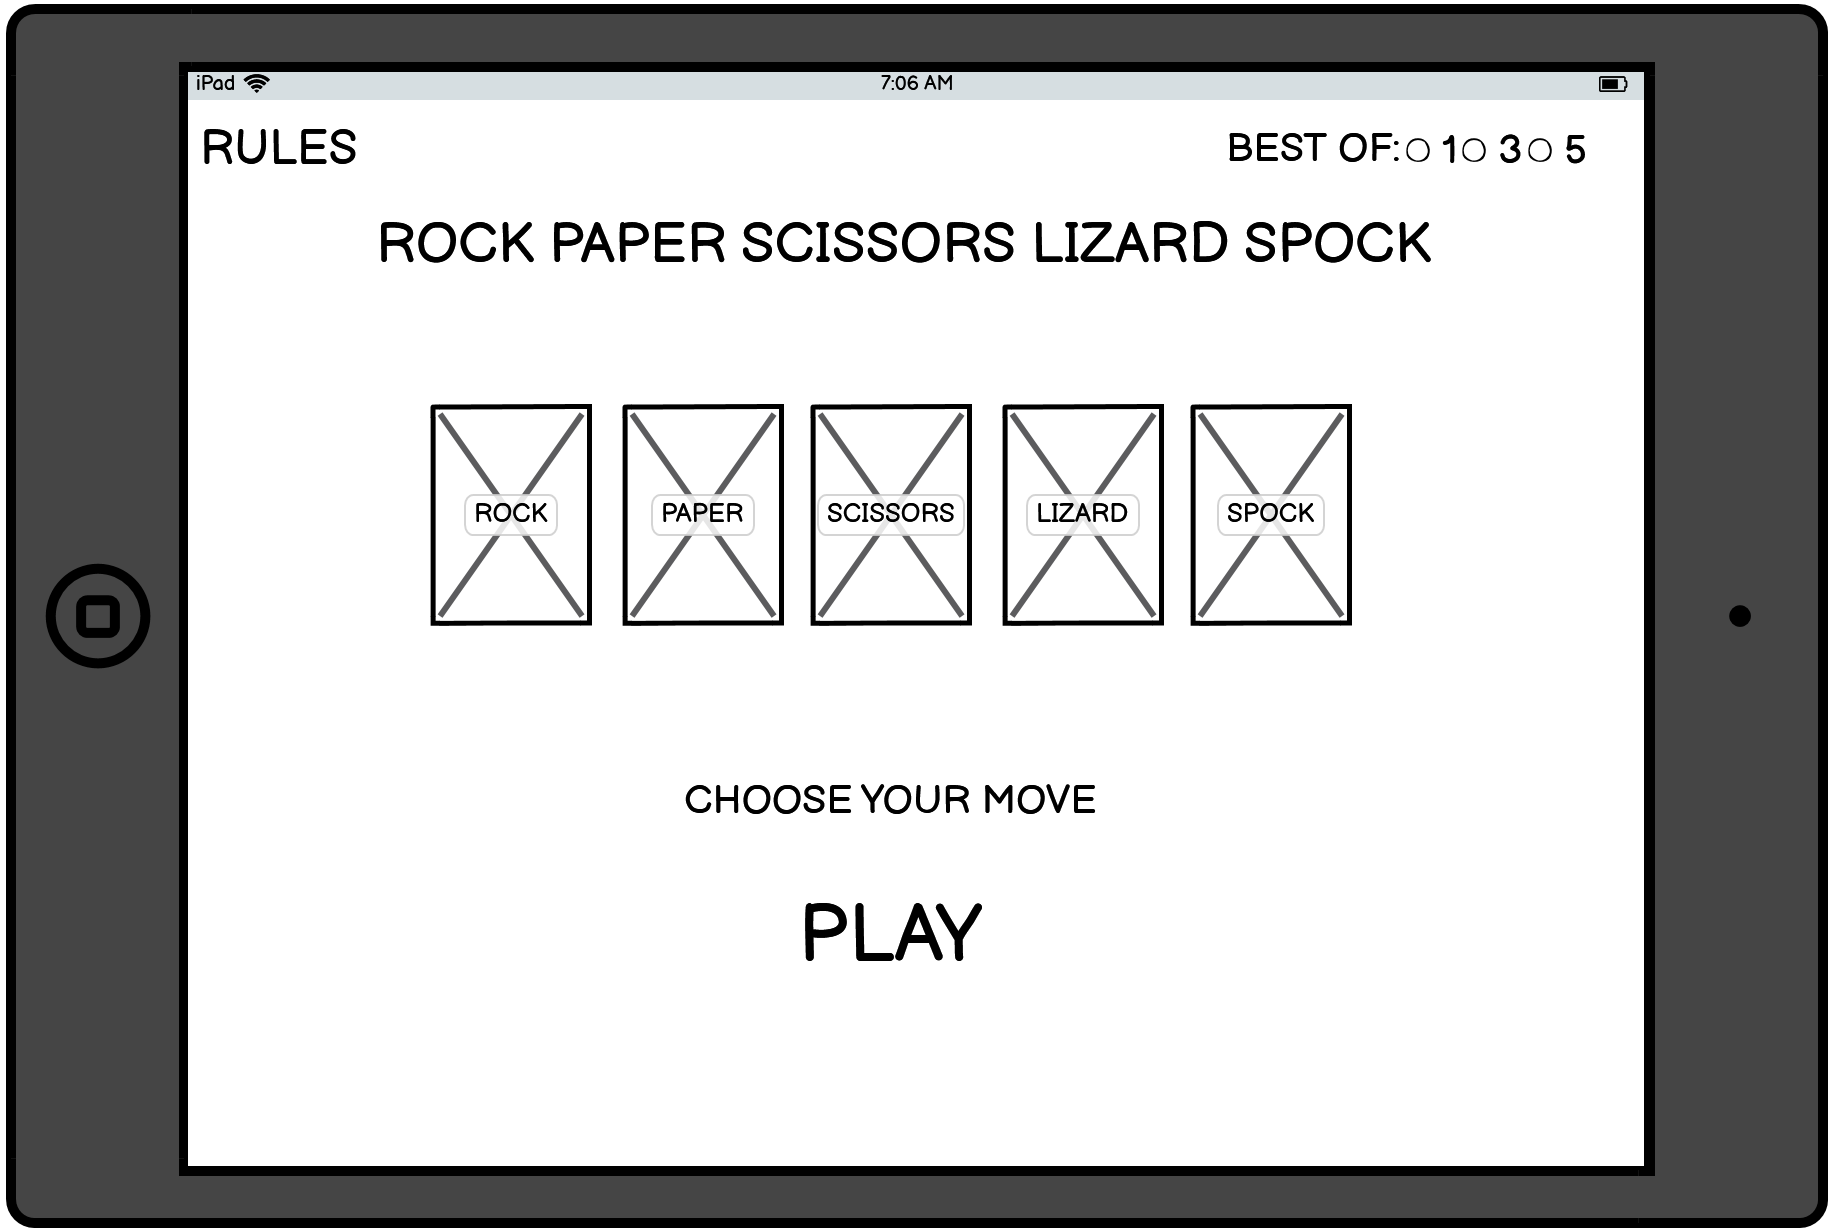 iPad 7:06 AM
RULES BEST OF: 1 3 5
ROCK PAPER SCISSORS LIZARD SPOCK
ROCK PAPER SCISSORS LIZARD SPOCK
CHOOSE YOUR MOVE
PLAY